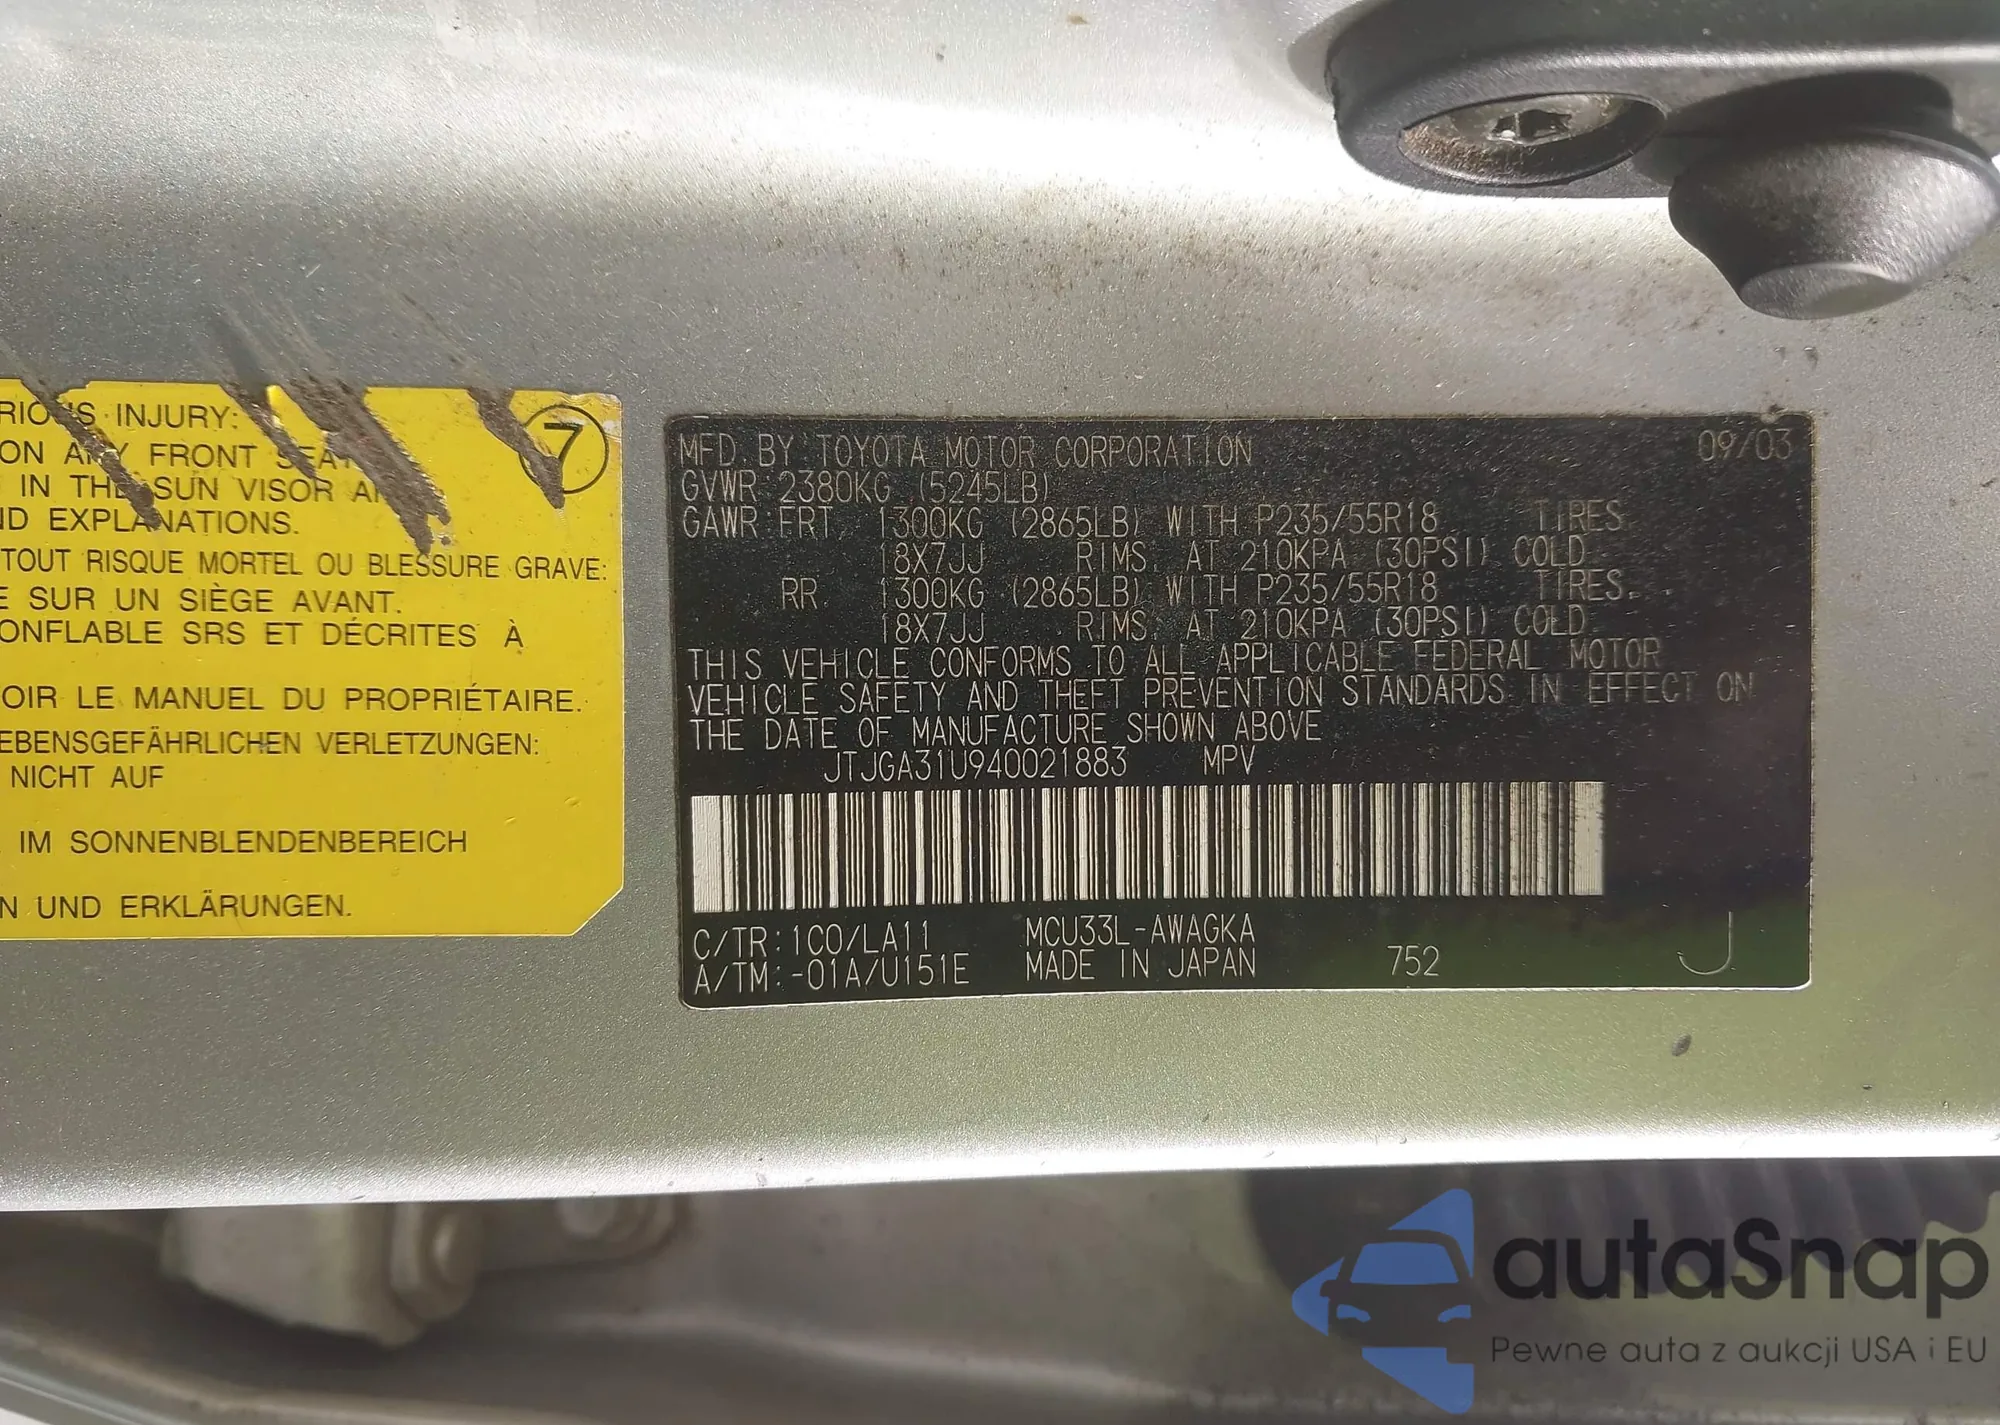 RIOUS INJURY:
ON ANY FRONT SEAT
IN THE SUN VISOR A
ND EXPLANATIONS.
TOUT RISQUE MORTEL OU BLESSURE GRAVE:
E SUR UN SIÈGE AVANT.
ONFLABLE SRS ET DÉCRITES À
OIR LE MANUEL DU PROPRIÉTAIRE.
EBENSGEFÄHRLICHEN VERLETZUNGEN:
NICHT AUF
IM SONNENBLENDENBEREICH
N UND ERKLÄRUNGEN.
7
MFD. BY TOYOTA MOTOR CORPORATION 09/03
GVWR 2380KG (5245LB)
GAWR FRT. 1300KG (2865LB) WITH P235/55R18 TIRES,
18X7JJ RIMS, AT 210KPA (30PSI) COLD
RR. 1300KG (2865LB) WITH P235/55R18 TIRES,
18X7JJ RIMS, AT 210KPA (30PSI) COLD
THIS VEHICLE CONFORMS TO ALL APPLICABLE FEDERAL MOTOR
VEHICLE SAFETY AND THEFT PREVENTION STANDARDS IN EFFECT ON
THE DATE OF MANUFACTURE SHOWN ABOVE
JTJGA31U940021883 MPV
C/TR:1C0/LA11 MCU33L-AWAGKA
A/TM:-01A/U151E MADE IN JAPAN 752 J
autaSnap
Pewne auta z aukcji USA i EU